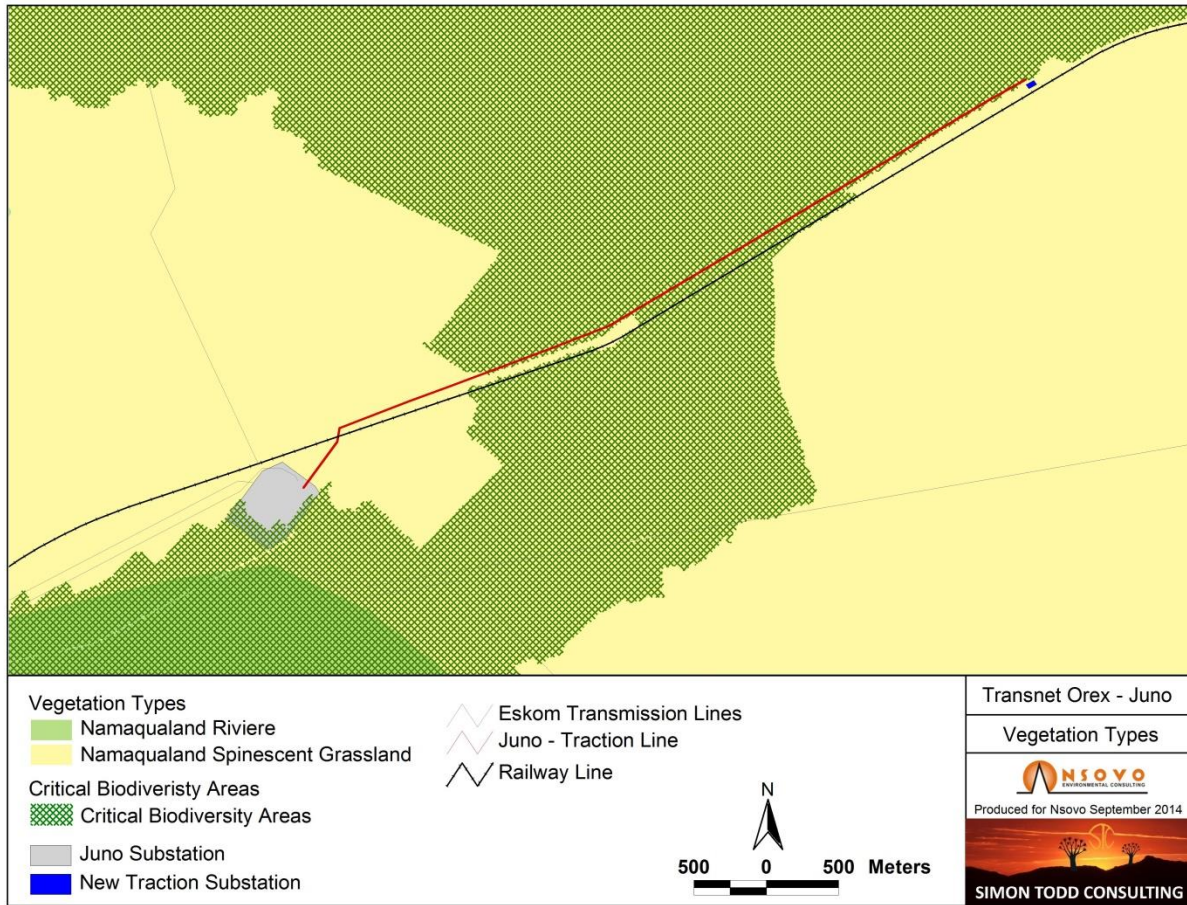 Vegetation Types
Namaqualand Riviere
Namaqualand Spinescent Grassland
Critical Biodiveristy Areas
Critical Biodiversity Areas
Juno Substation
New Traction Substation
Eskom Transmission Lines
Juno - Traction Line
Railway Line
N
500 0 500 Meters
Transnet Orex - Juno
Vegetation Types
NSOVO
ENVIRONMENTAL CONSULTING
Produced for Nsovo September 2014
SIMON TODD CONSULTING